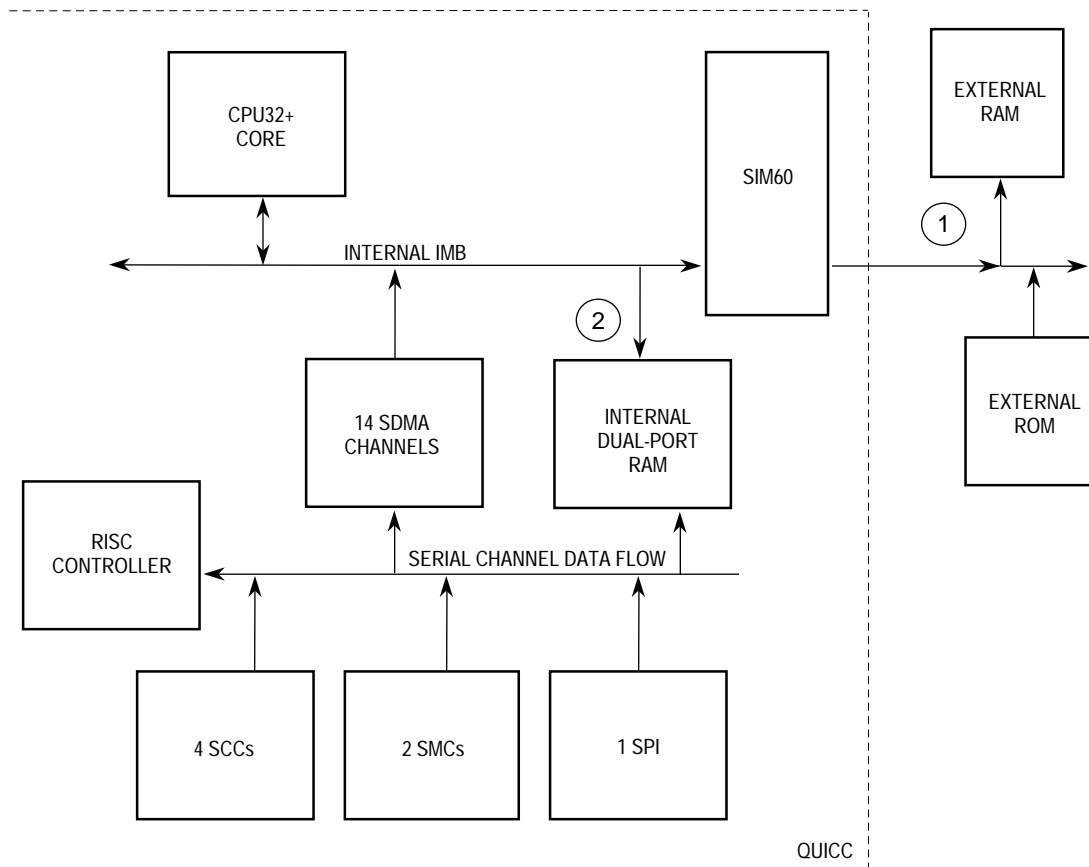 CPU32+
CORE
SIM60
EXTERNAL
RAM
1
INTERNAL IMB
2
14 SDMA
CHANNELS
INTERNAL
DUAL-PORT
RAM
EXTERNAL
ROM
RISC
CONTROLLER
SERIAL CHANNEL DATA FLOW
4 SCCs
2 SMCs
1 SPI
QUICC